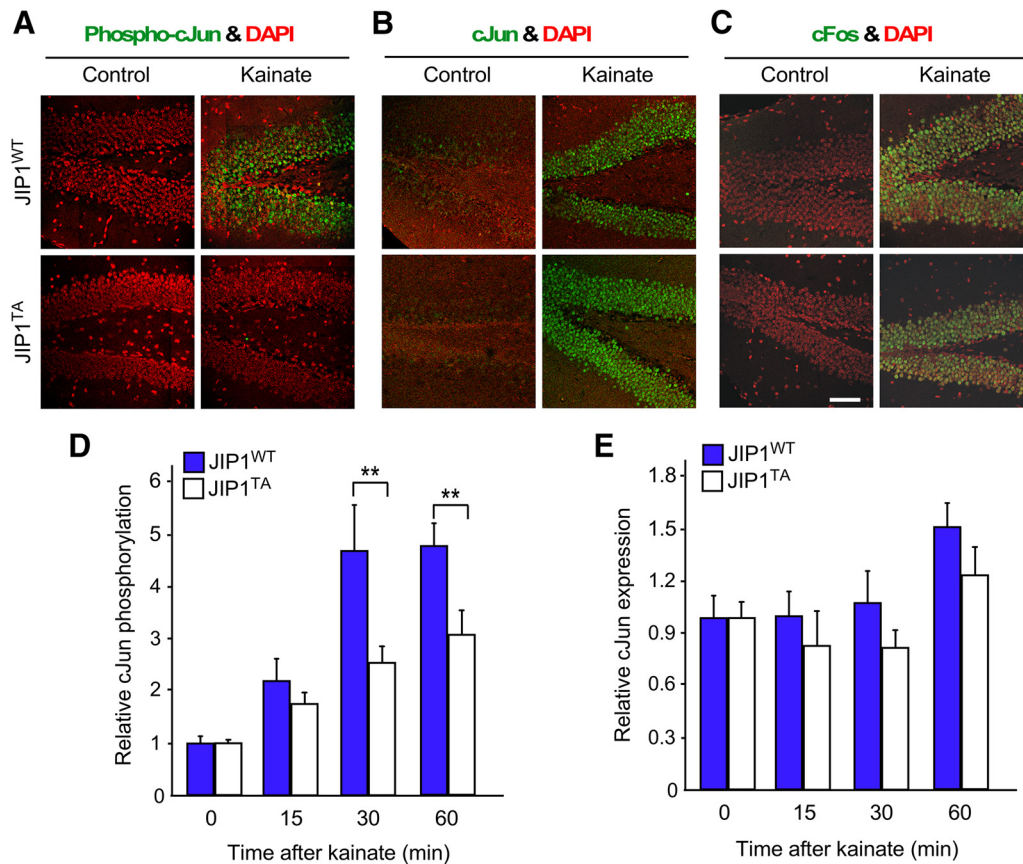 A B C
Phospho-cJun & DAPI cJun & DAPI cFos & DAPI
Control Kainate Control Kainate Control Kainate
JIP1WT
JIP1TA
D E
JIP1WT
JIP1TA
**
**
6
5
4
3
2
1
0
Relative cJun phosphorylation
0 15 30 60
Time after kainate (min)
JIP1WT
JIP1TA
1.8
1.5
1.2
0.9
0.6
0.3
0
Relative cJun expression
0 15 30 60
Time after kainate (min)